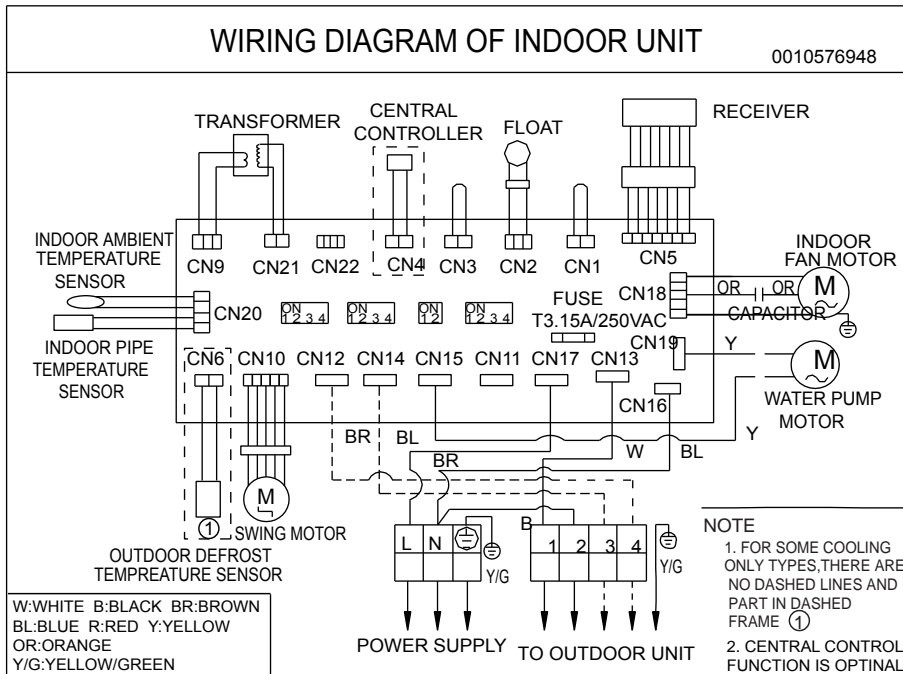 WIRING DIAGRAM OF INDOOR UNIT
0010576948
TRANSFORMER
CENTRAL
CONTROLLER
FLOAT
RECEIVER
INDOOR AMBIENT
TEMPERATURE
SENSOR
CN9
CN21
CN22
CN4
CN3
CN2
CN1
CN5
INDOOR
FAN MOTOR
CN20
ON
1 2 3 4
ON
1 2 3 4
ON
1 2
ON
1 2 3 4
FUSE
T3.15A/250VAC
CN18
OR
OR
M
CAPACITOR
INDOOR PIPE
TEMPERATURE
SENSOR
CN6
CN10
CN12
CN14
CN15
CN11
CN17
CN13
CN19
Y
M
CN16
WATER PUMP
MOTOR
BR
BL
BR
W
BL
Y
M
1
SWING MOTOR
OUTDOOR DEFROST
TEMPREATURE SENSOR
L
N
Y/G
B
1
2
3
4
Y/G
POWER SUPPLY
TO OUTDOOR UNIT
NOTE
1. FOR SOME COOLING
ONLY TYPES,THERE ARE
NO DASHED LINES AND
PART IN DASHED
FRAME 1
2. CENTRAL CONTROL
FUNCTION IS OPTINAL
W:WHITE B:BLACK BR:BROWN
BL:BLUE R:RED Y:YELLOW
OR:ORANGE
Y/G:YELLOW/GREEN